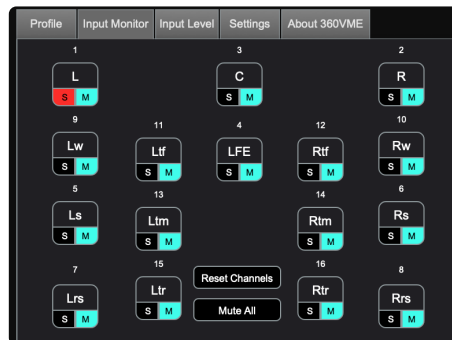 Profile Input Monitor Input Level Settings About 360VME
1 3 2
L C R
S M S M S M
9 10
11 4 12
Lw Rw
Ltf LFE Rtf
S M S M
S M S M S M
5 6
13 14
Ls Rs
Ltm Rtm
S M S M
S M S M
15 16
7 8
Reset Channels
Ltr Rtr
Lrs Rrs
S M Mute All S M
S M S M